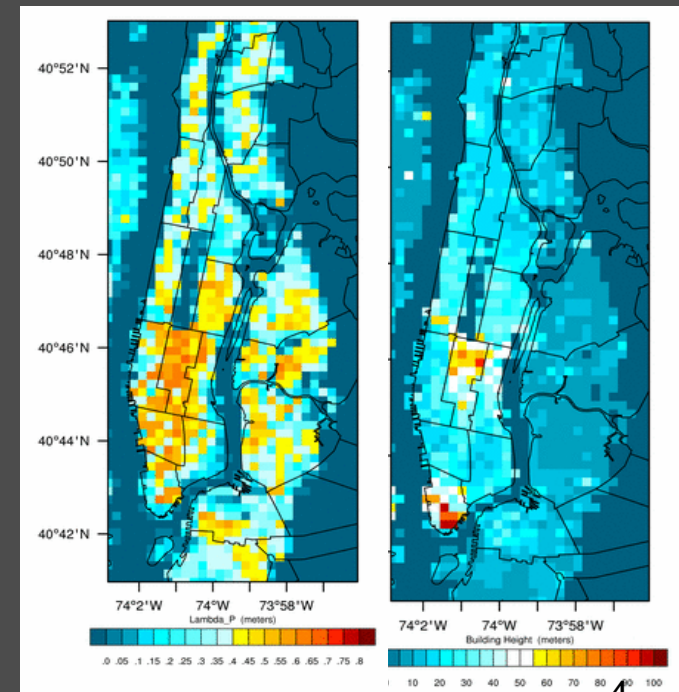 40°52'N
40°50'N
40°48'N
40°46'N
40°44'N
40°42'N
74°2'W 74°W 73°58'W
Lambda_P (meters)
.0 .05 .1 .15 .2 .25 .3 .35 .4 .45 .5 .55 .6 .65 .7 .75 .8
74°2'W 74°W 73°58'W
Building Height (meters)
10 20 30 40 50 60 70 80 90 100